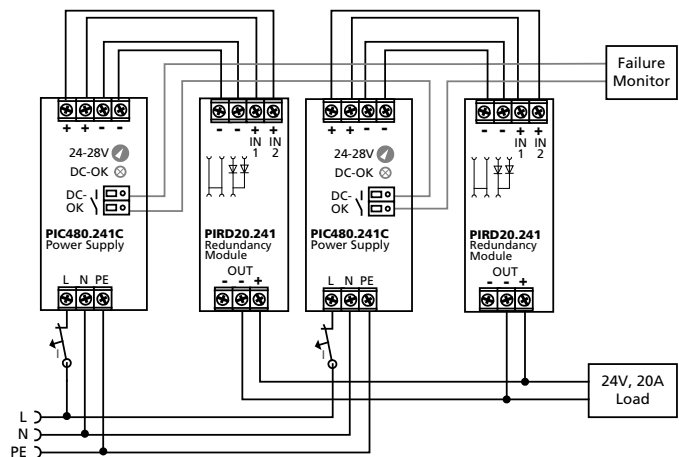 Failure
Monitor
+ + - -
- - + +
IN IN
1 2
+ + - -
- - + +
IN IN
1 2
24-28V
DC-OK
DC-
OK
PIC480.241C
Power Supply
L N PE
PIRD20.241
Redundancy
Module
OUT
- - +
24-28V
DC-OK
DC-
OK
PIC480.241C
Power Supply
L N PE
PIRD20.241
Redundancy
Module
OUT
- - +
I
I
24V, 20A
Load
L
N
PE